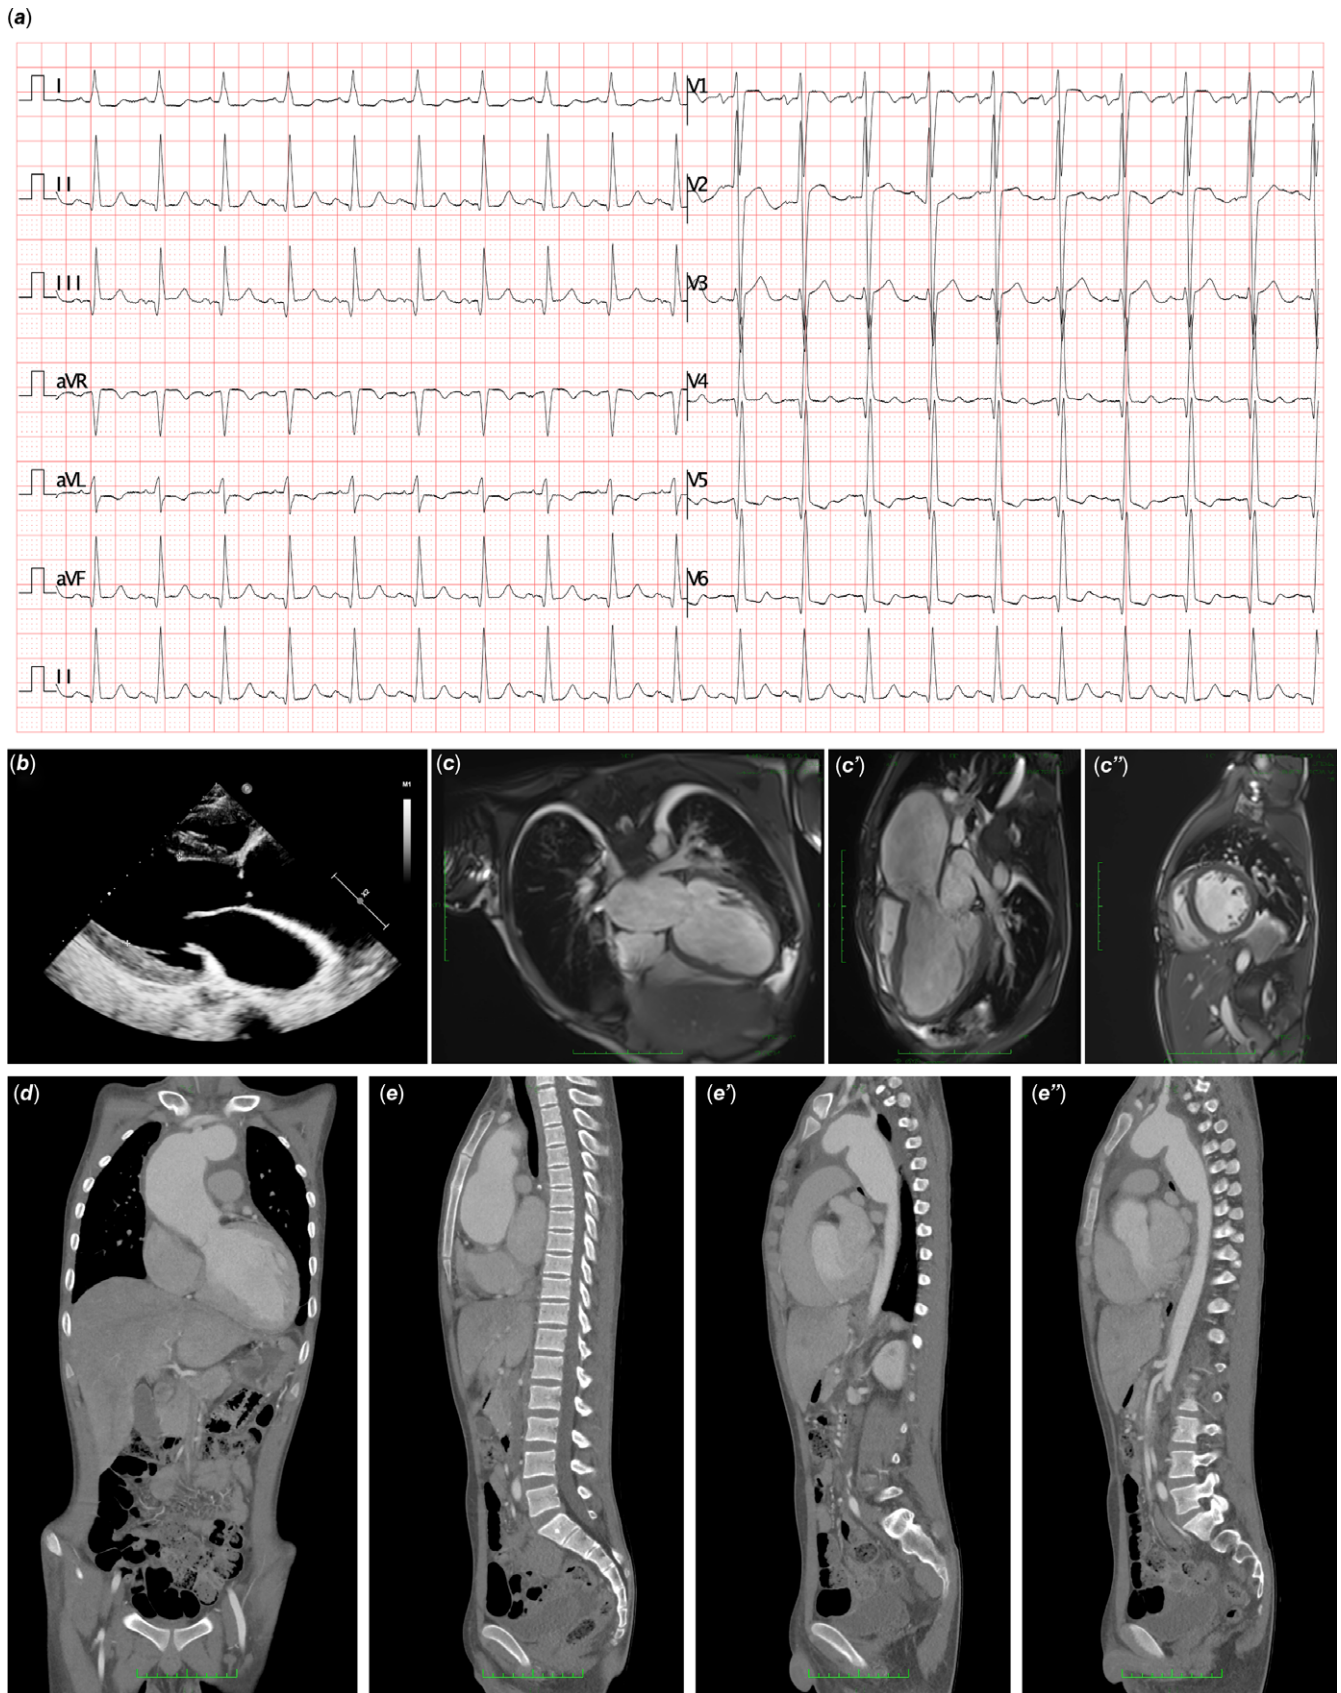 (a)
I V1
II V2
III V3
aVR V4
aVL V5
aVF V6
II
(b) M1 (c) (c’) (c”)
(d) (e) (e’) (e”)